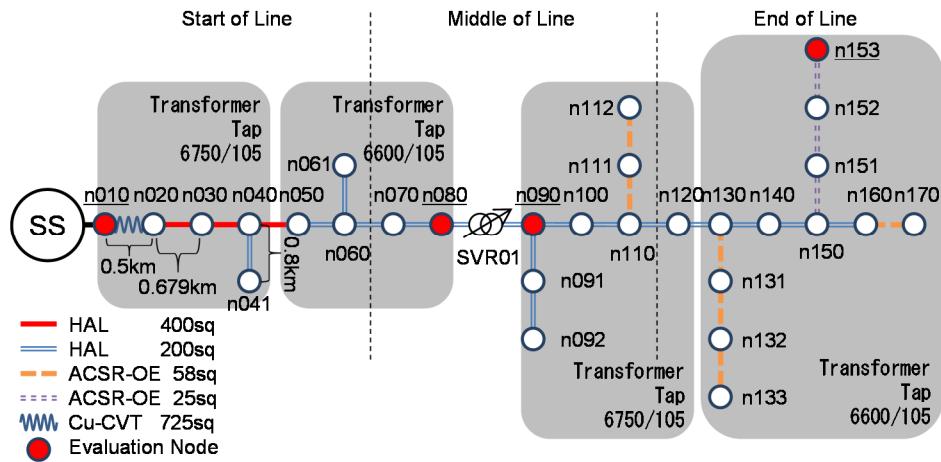 Start of Line
Middle of Line
End of Line
Transformer
Tap
6750/105
Transformer
Tap
6600/105
n153
n152
n151
n112
n111
n061
SS
n010
n020
n030
n040
n050
n070
n080
n090
n100
n120
n130
n140
n160
n170
n060
SVR01
n110
n150
0.5km
0.679km
0.8km
n041
n091
n092
n131
n132
n133
Transformer
Tap
6750/105
Transformer
Tap
6600/105
HAL 400sq
HAL 200sq
ACSR-OE 58sq
ACSR-OE 25sq
Cu-CVT 725sq
Evaluation Node